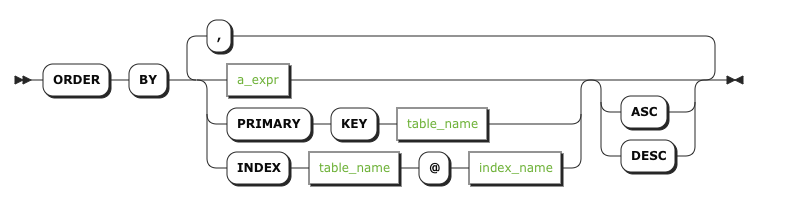 ,
ORDER BY a_expr
ASC
PRIMARY KEY table_name
DESC
INDEX table_name @ index_name